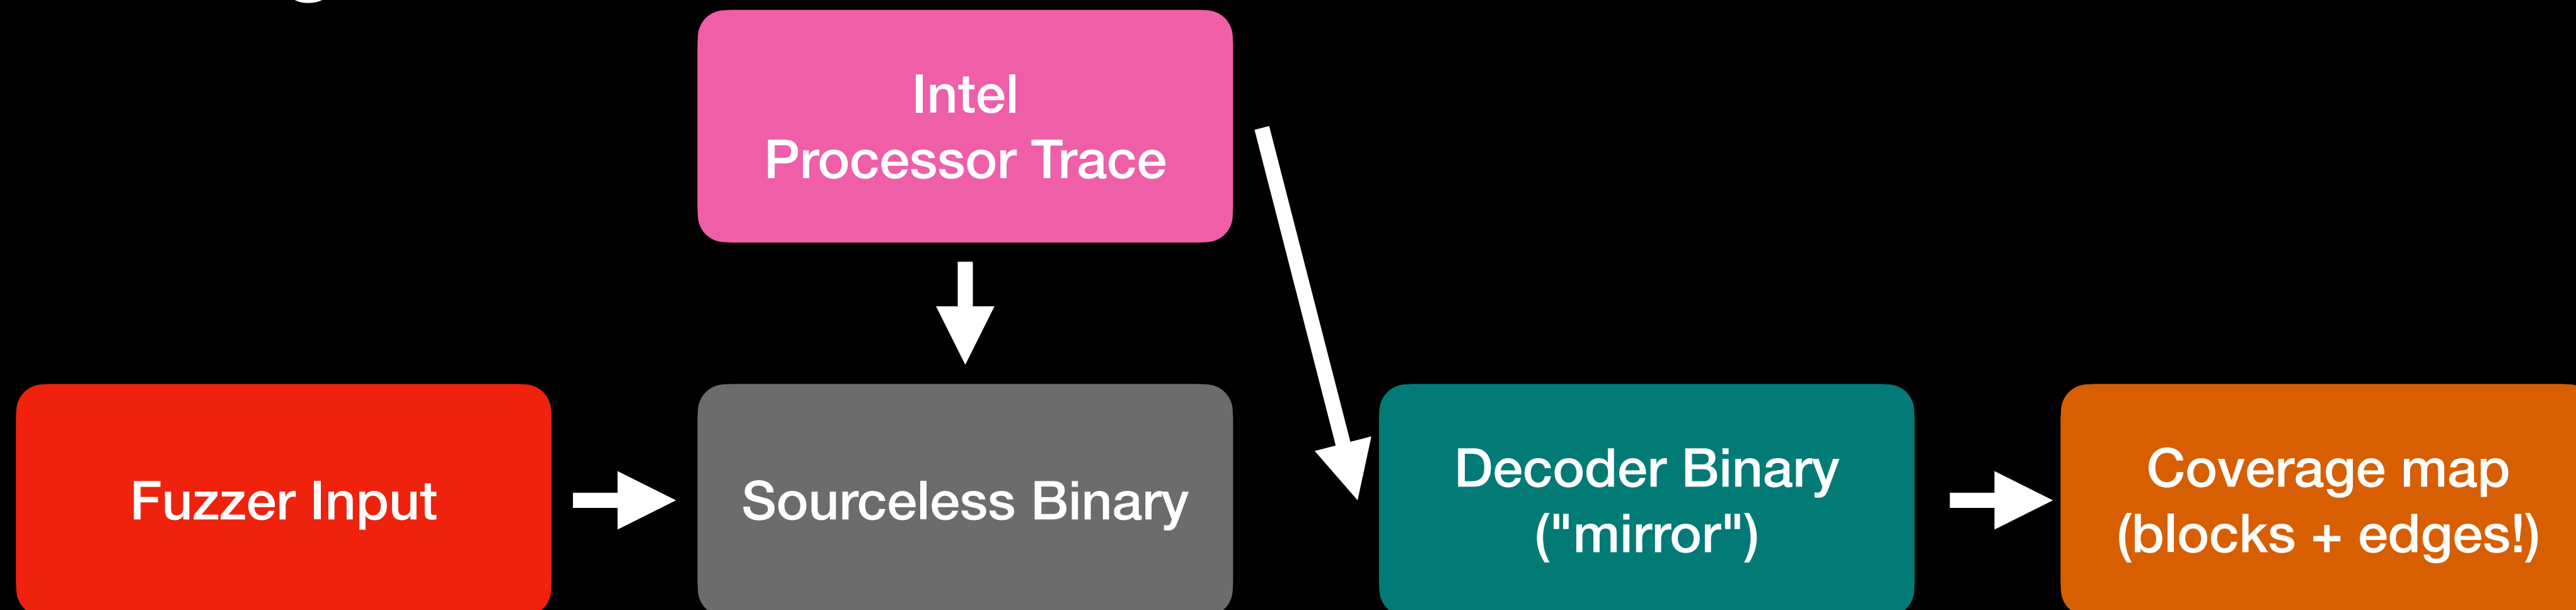 Intel
Processor Trace
Fuzzer Input
Sourceless Binary
Decoder Binary
("mirror")
Coverage map
(blocks + edges!)